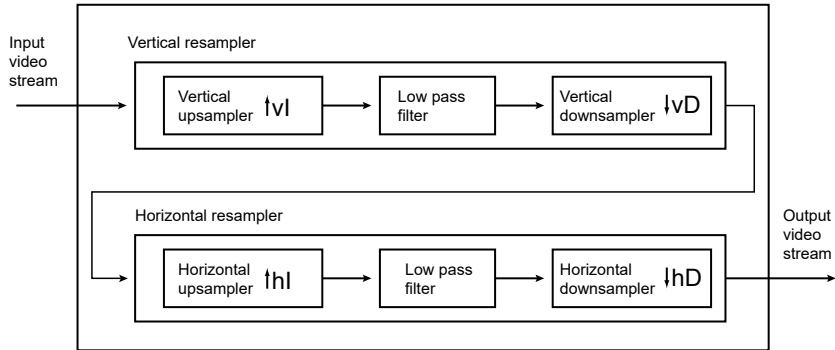 Input
video
stream
Vertical resampler
Vertical
upsampler ↑vI
Low pass
filter
Vertical
downsampler ↓vD
Horizontal resampler
Horizontal
upsampler ↑hI
Low pass
filter
Horizontal
downsampler ↓hD
Output
video
stream